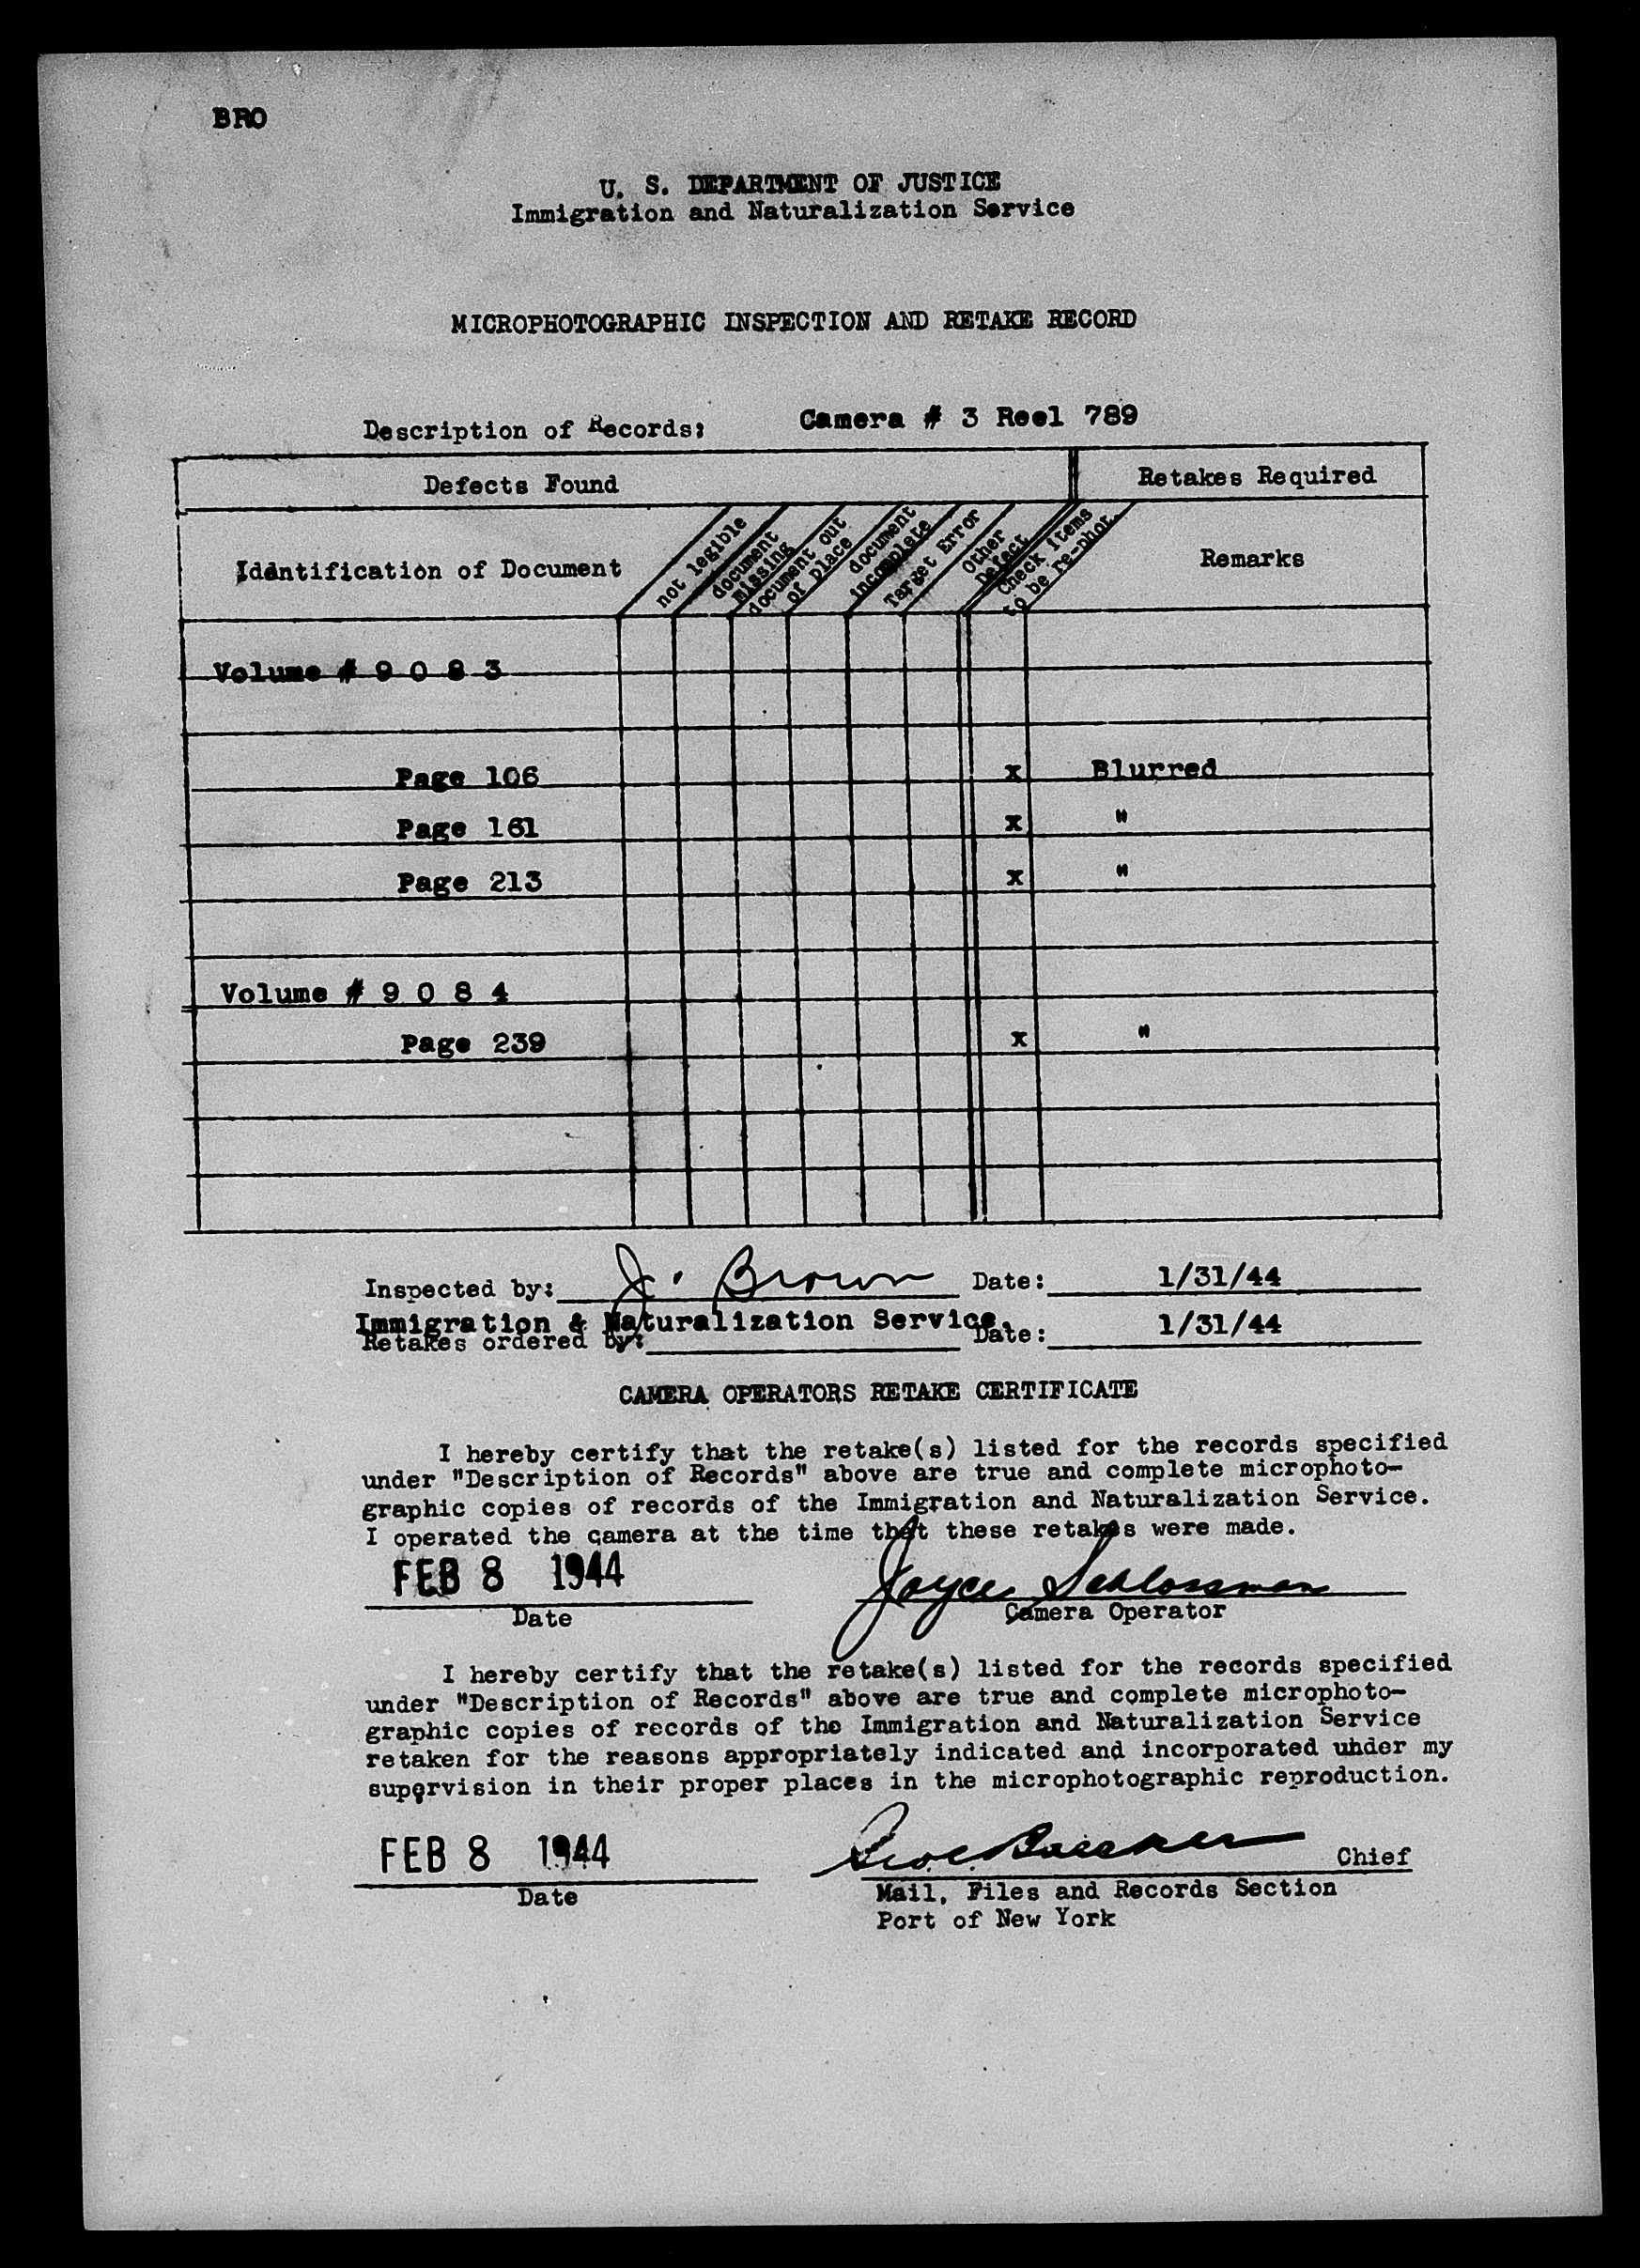 BRO
U. S. DEPARTMENT OF JUSTICE
Immigration and Naturalization Service
MICROPHOTOGRAPHIC INSPECTION AND RETAKE RECORD
Description of Records: Camera # 3 Reel 789
Defects Found Retakes Required
Idantification of Document
not legible
document missing
document out of place
document incomplete
Target Error
Other Defect
Check items to be re-phot.
Remarks
Volume # 9 0 8 3
Page 106 x Blurred
Page 161 x "
Page 213 x "
Volume # 9 0 8 4
Page 239 x "
Inspected by: J. Brown Date: 1/31/44
Immigration & Naturalization Service.
Retakes ordered by: Date: 1/31/44
CAMERA OPERATORS RETAKE CERTIFICATE
I hereby certify that the retake(s) listed for the records specified
under "Description of Records" above are true and complete microphoto-
graphic copies of records of the Immigration and Naturalization Service.
I operated the camera at the time that these retakes were made.
FEB 8 1944 Joyce Schlossman
Date Camera Operator
I hereby certify that the retake(s) listed for the records specified
under "Description of Records" above are true and complete microphoto-
graphic copies of records of the Immigration and Naturalization Service
retaken for the reasons appropriately indicated and incorporated under my
supervision in their proper places in the microphotographic reproduction.
FEB 8 1944 Chief
Date Mail, Files and Records Section
Port of New York